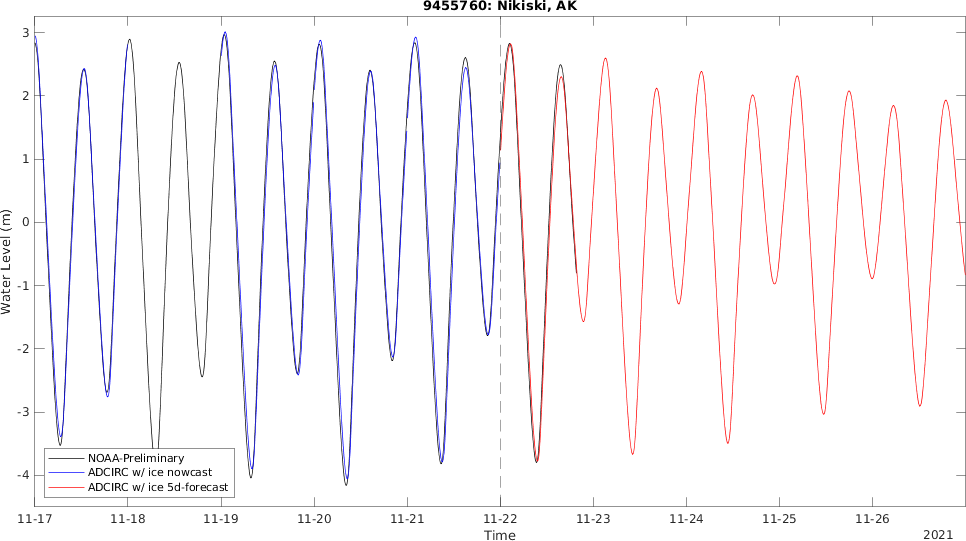 9455760: Nikiski, AK
Water Level (m)
3
2
1
0
-1
-2
-3
-4
NOAA-Preliminary
ADCIRC w/ ice nowcast
ADCIRC w/ ice 5d-forecast
11-17 11-18 11-19 11-20 11-21 11-22 11-23 11-24 11-25 11-26
Time
2021